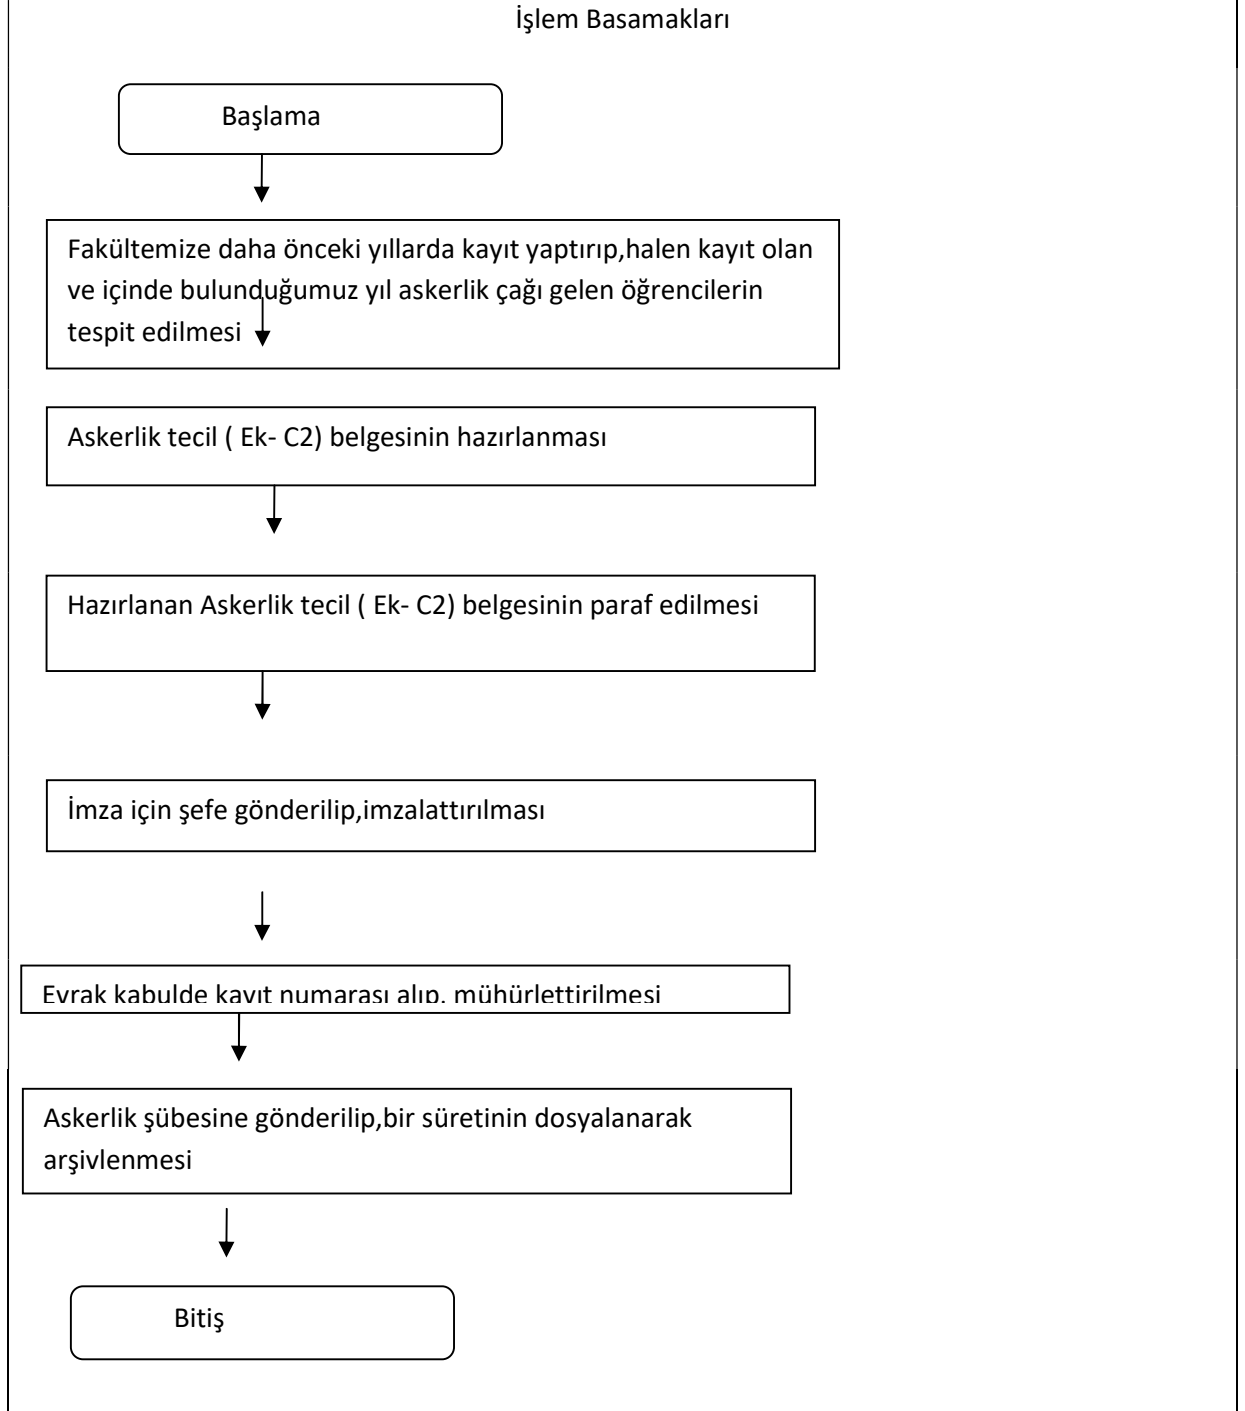 İşlem Basamakları
Başlama
Fakültemize daha önceki yıllarda kayıt yaptırıp,halen kayıt olan
ve içinde bulunduğumuz yıl askerlik çağı gelen öğrencilerin
tespit edilmesi
Askerlik tecil ( Ek- C2) belgesinin hazırlanması
Hazırlanan Askerlik tecil ( Ek- C2) belgesinin paraf edilmesi
İmza için şefe gönderilip,imzalattırılması
Evrak kabulde kayıt numarası alıp, mühürlettirilmesi
Askerlik şübesine gönderilip,bir süretinin dosyalanarak
arşivlenmesi
Bitiş